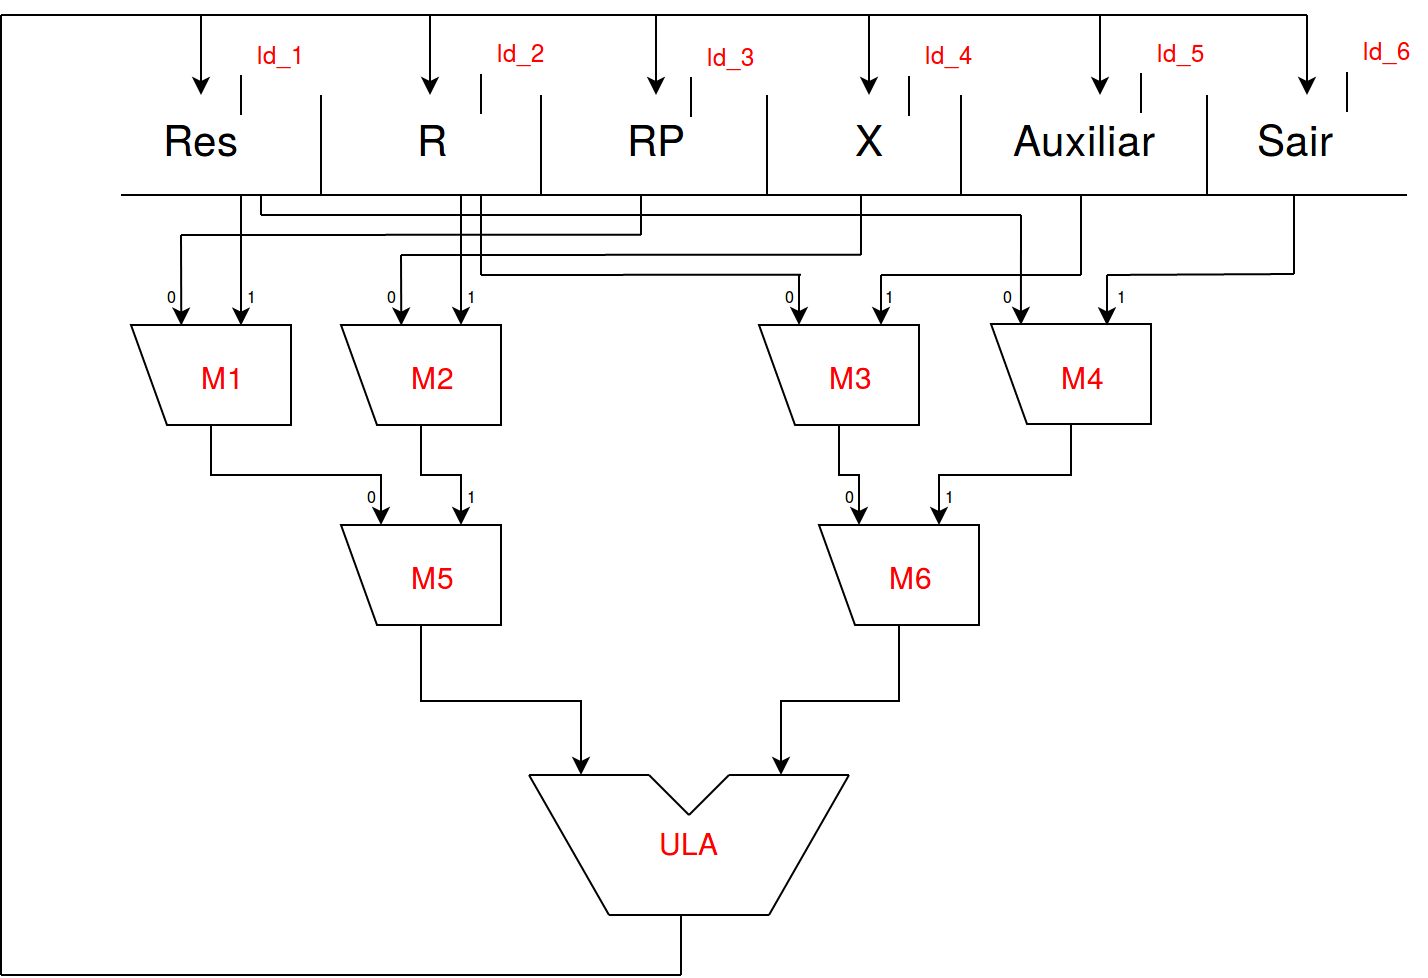 ld_1
ld_2
ld_3
ld_4
ld_5
ld_6
Res
R
RP
X
Auxiliar
Sair
0
1
0
1
0
1
0
1
M1
M2
M3
M4
0
1
0
1
M5
M6
ULA